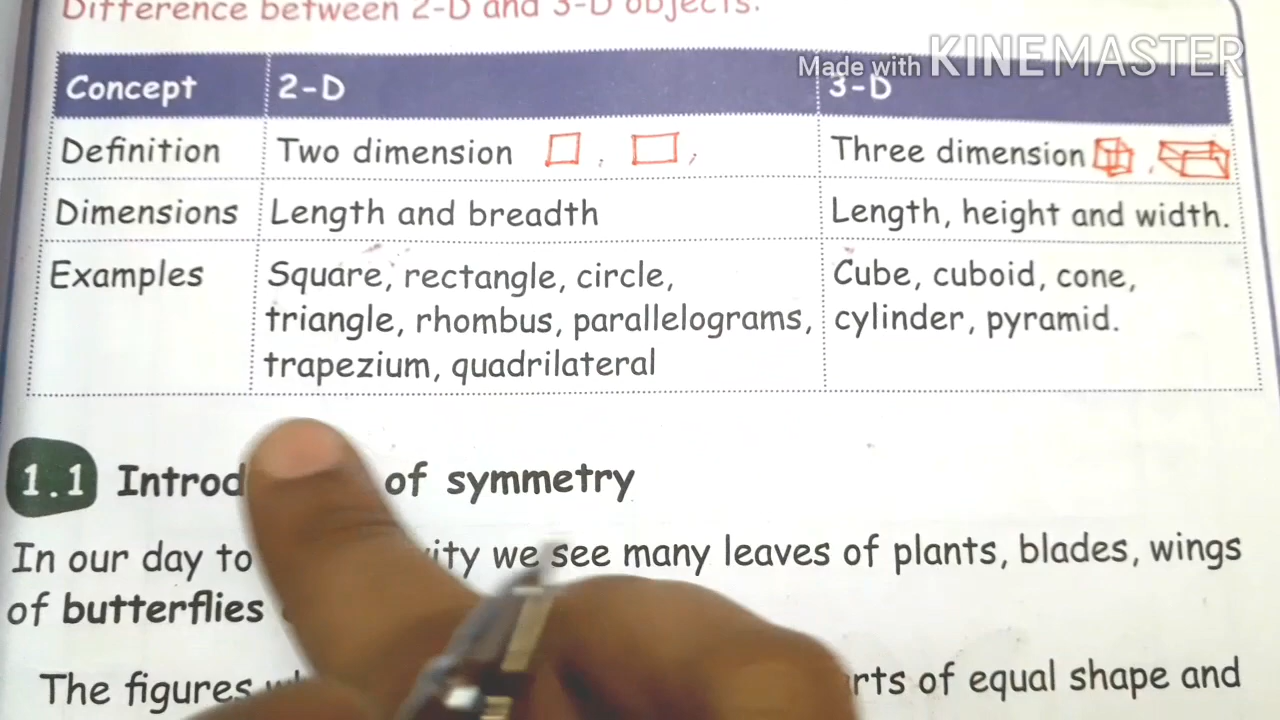 Difference between 2-D and 3-D objects.
Made with KINEMASTER
Concept 2-D 3-D
Definition Two dimension Three dimension
Dimensions Length and breadth Length, height and width.
Examples Square, rectangle, circle, Cube, cuboid, cone,
triangle, rhombus, parallelograms, cylinder, pyramid.
trapezium, quadrilateral
1.1 of symmetry
In our day to we see many leaves of plants, blades, wings
of butterflies
The figures of equal shape and